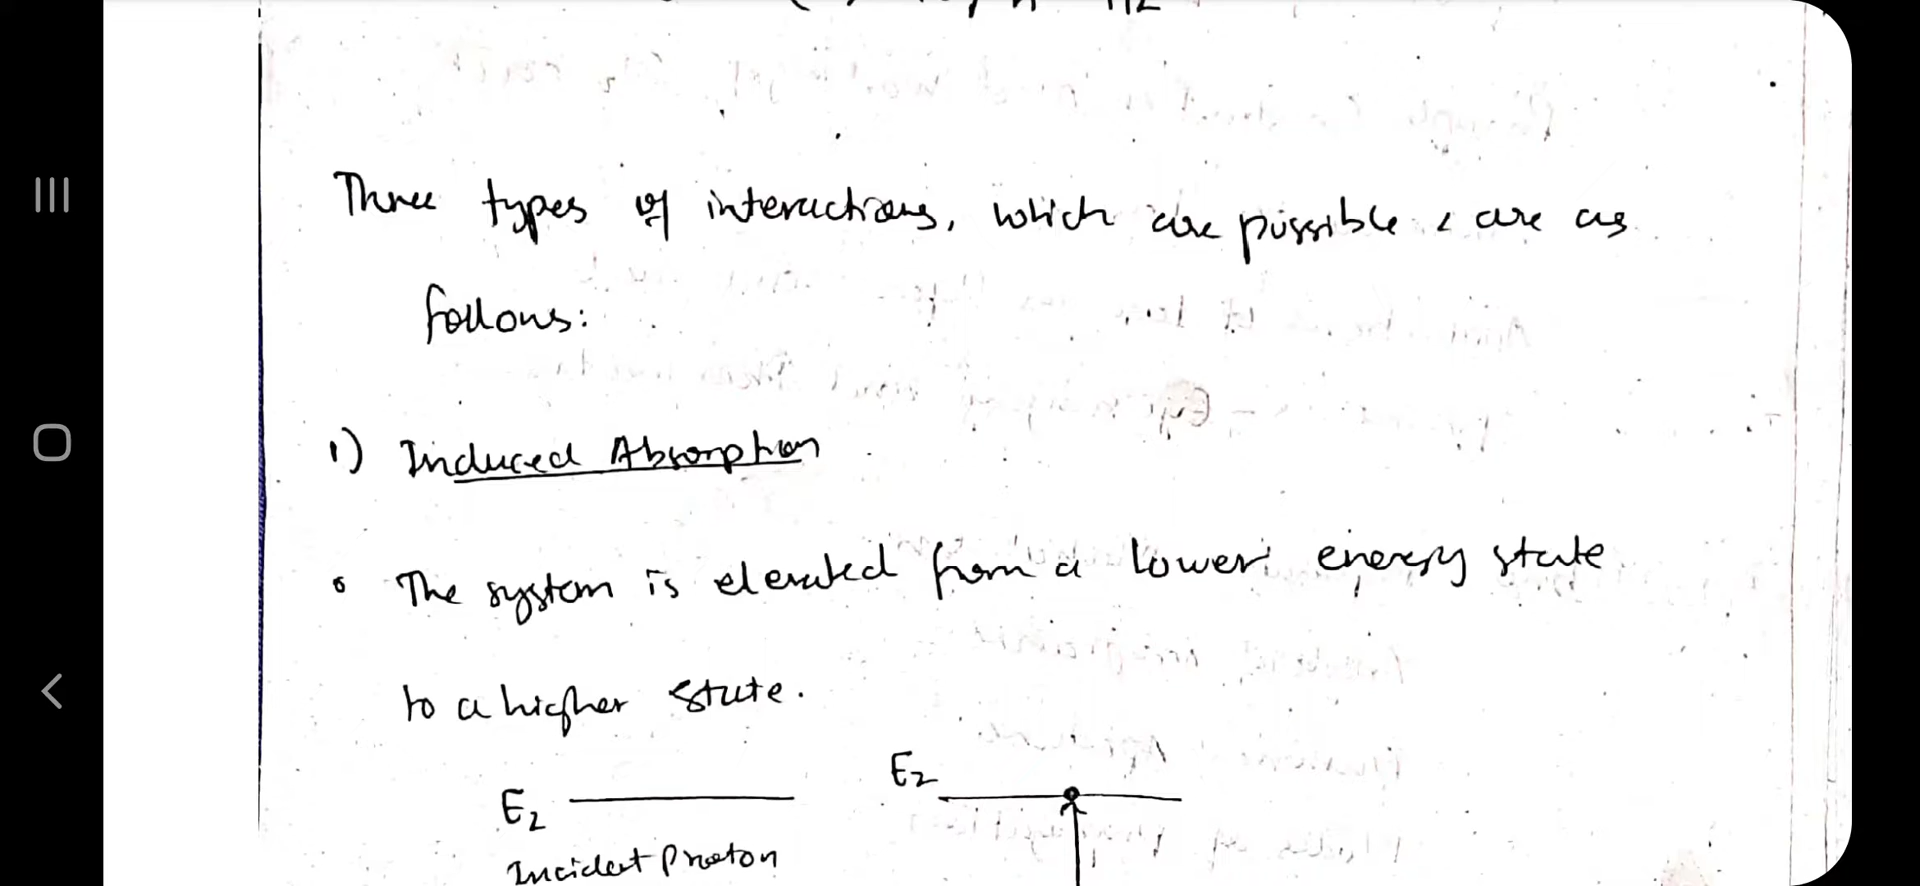 Three types of interactions, which are possible & are as
follows:
1) Induced Absorption
The system is elevated from a lower energy state
to a higher state.
E2
E2
Incident Photon